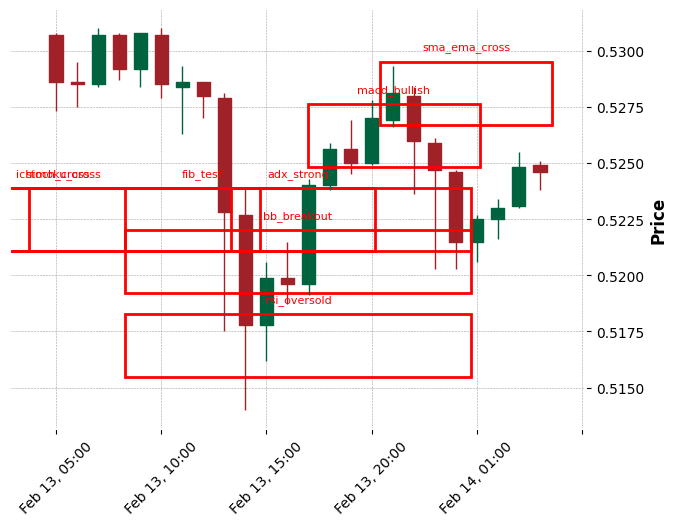 sma_ema_cross
0.5300
macd_bullish
0.5275
0.5250
fib_test
adx_strong
bb_breakout
0.5225
Price
0.5200
rsi_oversold
0.5175
0.5150
Feb 13, 05:00
Feb 13, 10:00
Feb 13, 15:00
Feb 13, 20:00
Feb 14, 01:00